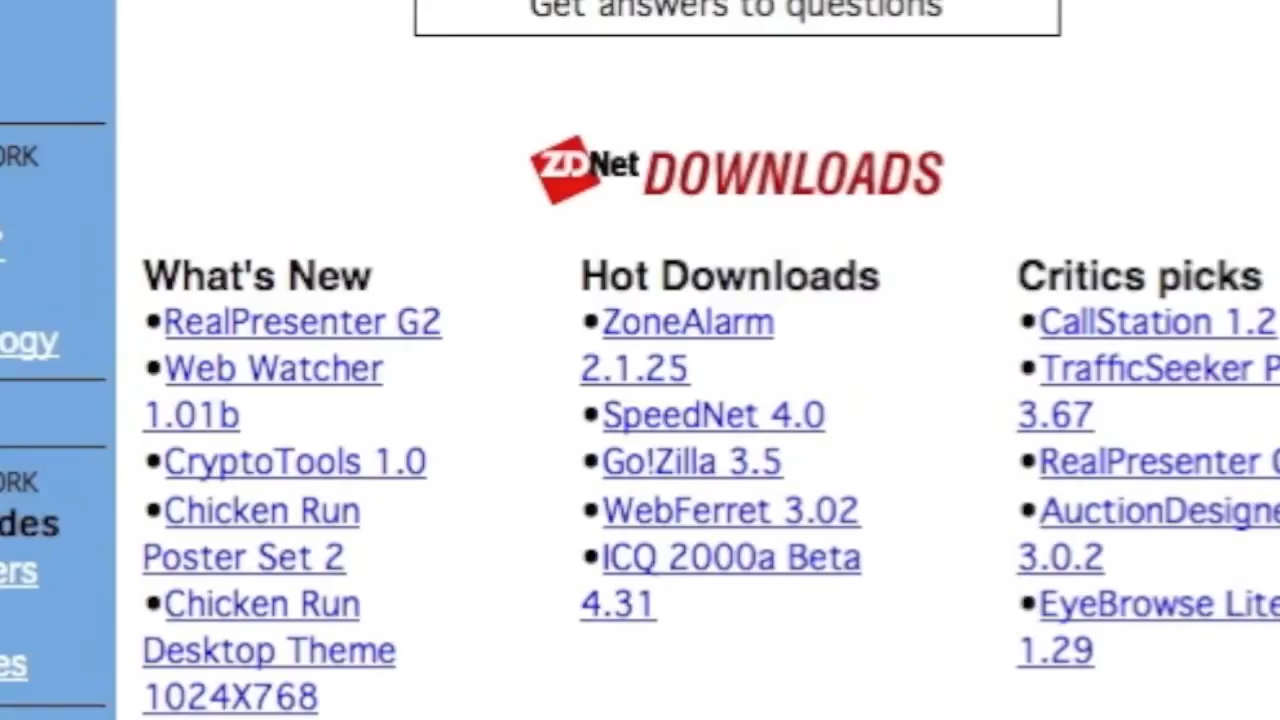 Get answers to questions
ORK
ogy
ORK
des
ers
es
ZDNet DOWNLOADS
What's New
•RealPresenter G2
•Web Watcher
1.01b
•CryptoTools 1.0
•Chicken Run
Poster Set 2
•Chicken Run
Desktop Theme
1024X768
Hot Downloads
•ZoneAlarm
2.1.25
•SpeedNet 4.0
•Go!Zilla 3.5
•WebFerret 3.02
•ICQ 2000a Beta
4.31
Critics picks
•CallStation 1.2
•TrafficSeeker P
3.67
•RealPresenter
•AuctionDesigne
3.0.2
•EyeBrowse Lite
1.29